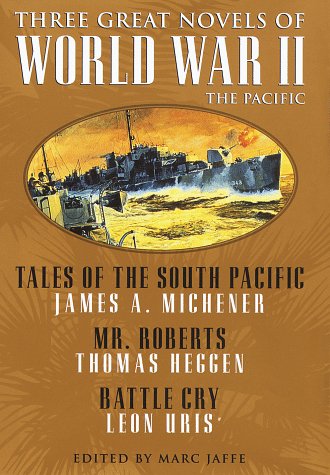 THREE GREAT NOVELS OF
WORLD WAR II
THE PACIFIC
TALES OF THE SOUTH PACIFIC
JAMES A. MICHENER
MR. ROBERTS
THOMAS HEGGEN
BATTLE CRY
LEON URIS
EDITED BY MARC JAFFE